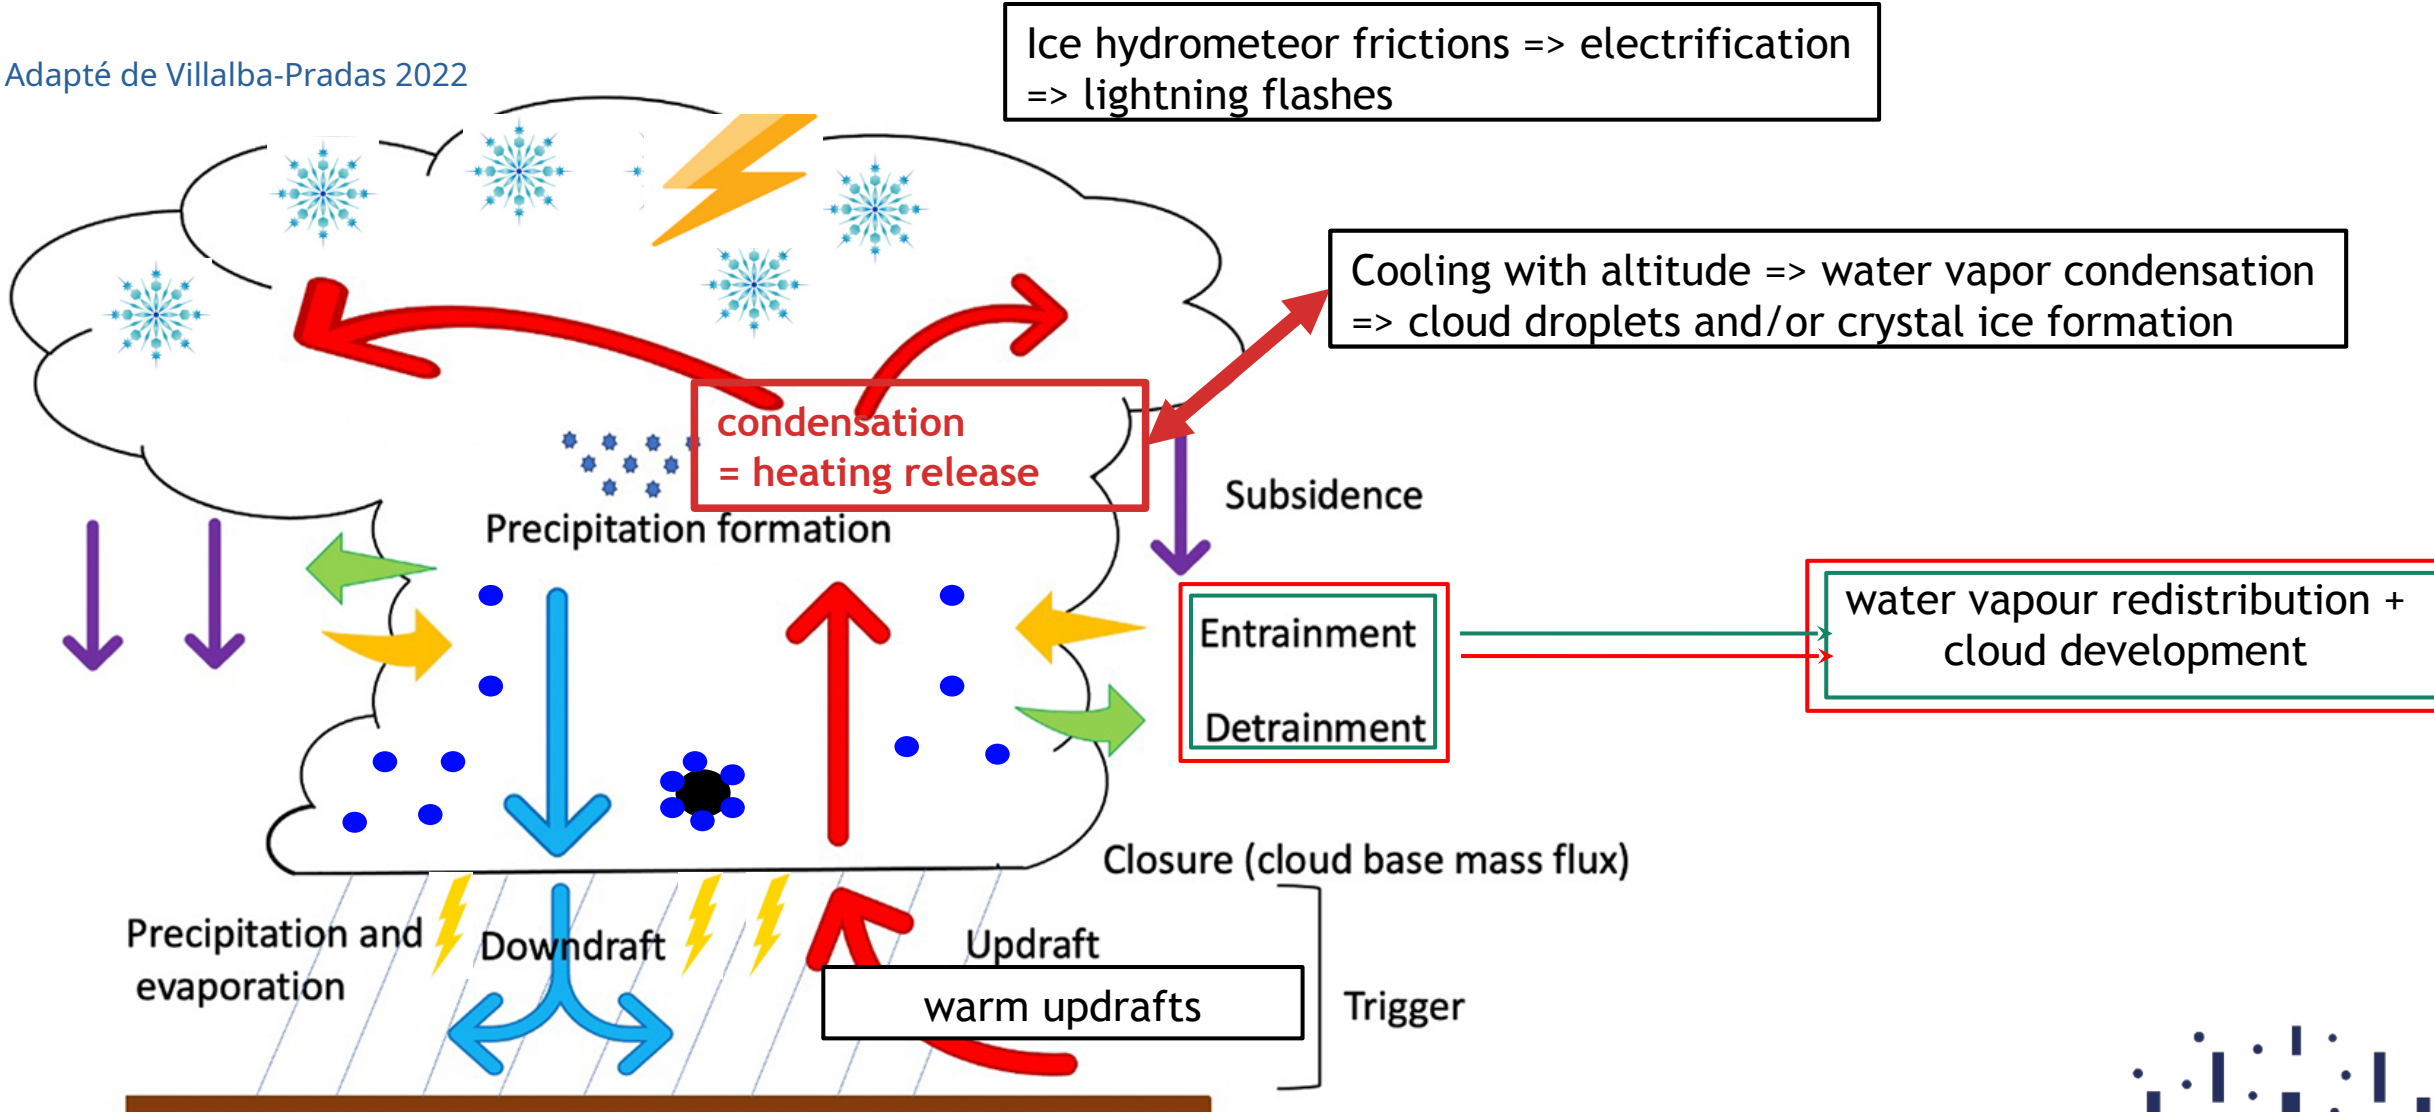 Ice hydrometeor frictions => electrification
=> lightning flashes
Adapté de Villalba-Pradas 2022
Cooling with altitude => water vapor condensation
=> cloud droplets and/or crystal ice formation
condensation
= heating release
Subsidence
Precipitation formation
water vapour redistribution +
cloud development
Entrainment
Detrainment
Closure (cloud base mass flux)
Precipitation and
evaporation
Downdraft
Updraft
warm updrafts
Trigger